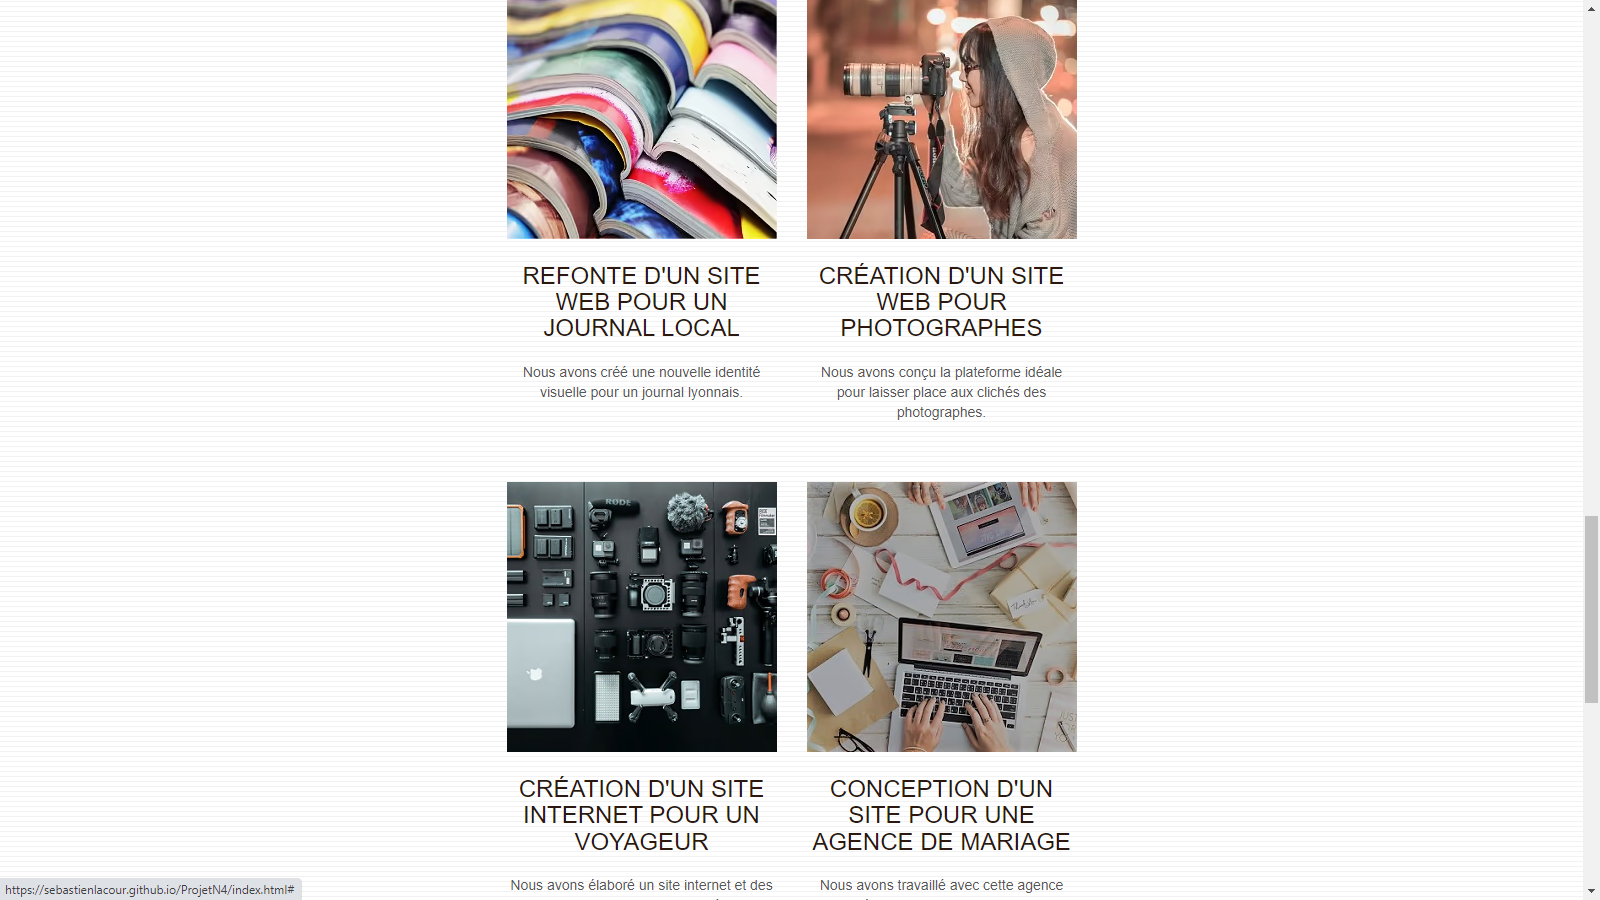 REFONTE D'UN SITE
WEB POUR UN
JOURNAL LOCAL
CRÉATION D'UN SITE
WEB POUR
PHOTOGRAPHES
Nous avons créé une nouvelle identité
visuelle pour un journal lyonnais.
Nous avons conçu la plateforme idéale
pour laisser place aux clichés des
photographes.
RØDE
CRÉATION D'UN SITE
INTERNET POUR UN
VOYAGEUR
CONCEPTION D'UN
SITE POUR UNE
AGENCE DE MARIAGE
Nous avons élaboré un site internet et des
Nous avons travaillé avec cette agence
https://sebastienlacour.github.io/ProjetN4/index.html#